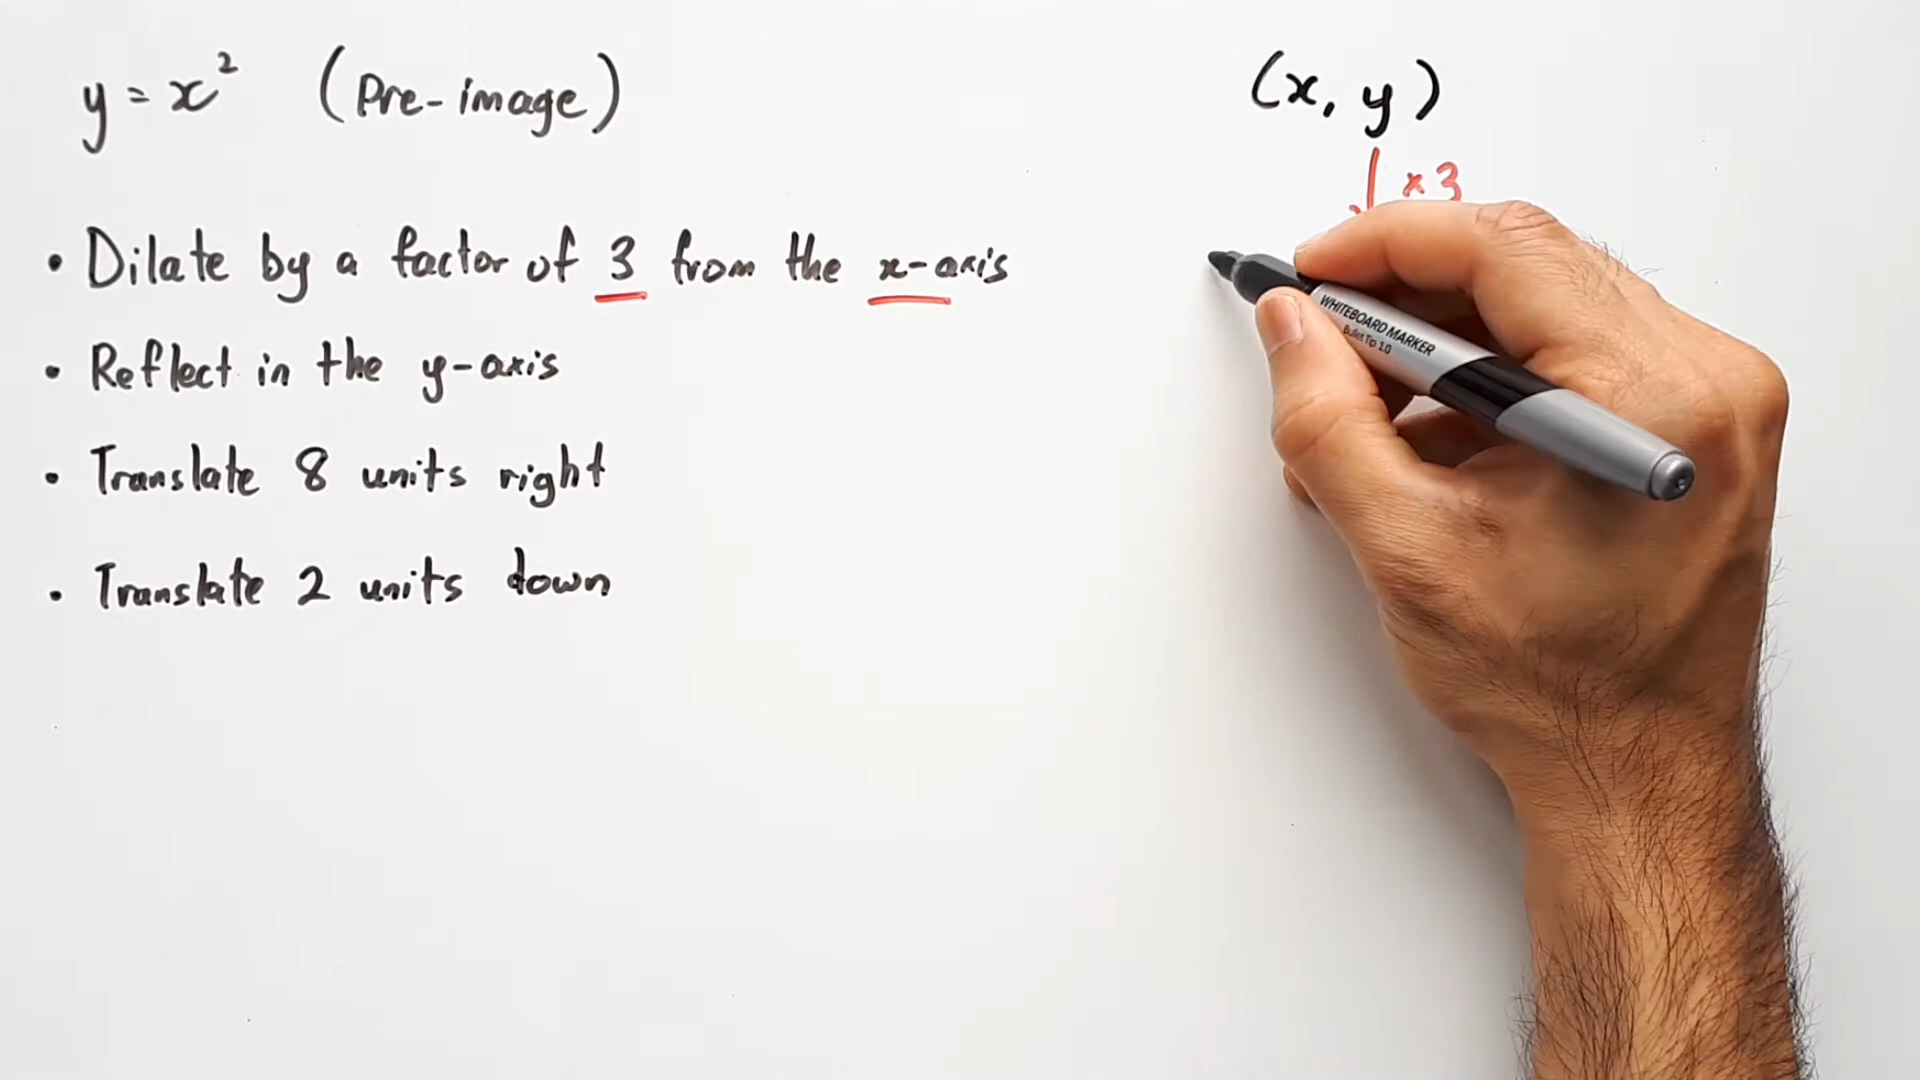 y = x² (Pre-image)
(x, y)
× 3
• Dilate by a factor of 3 from the x-axis
• Reflect in the y-axis
• Translate 8 units right
• Translate 2 units down
WHITEBOARD MARKER
Bullet Tip 1.0